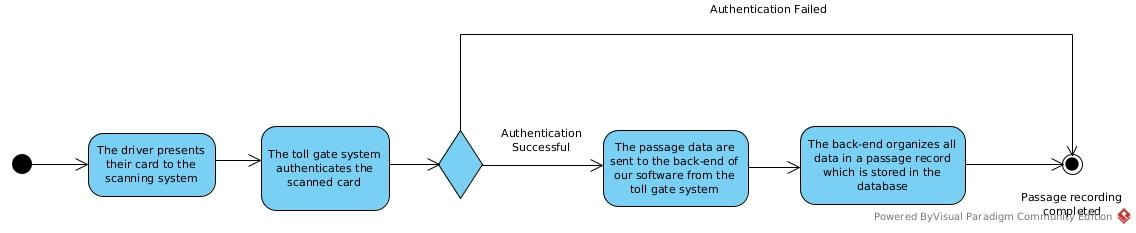 Authentication Failed
The driver presents
their card to the
scanning system
The toll gate system
authenticates the
scanned card
Authentication
Successful
The passage data are
sent to the back-end of
our software from the
toll gate system
The back-end organizes all
data in a passage record
which is stored in the
database
Passage recording
completed
Powered ByVisual Paradigm Community Edition